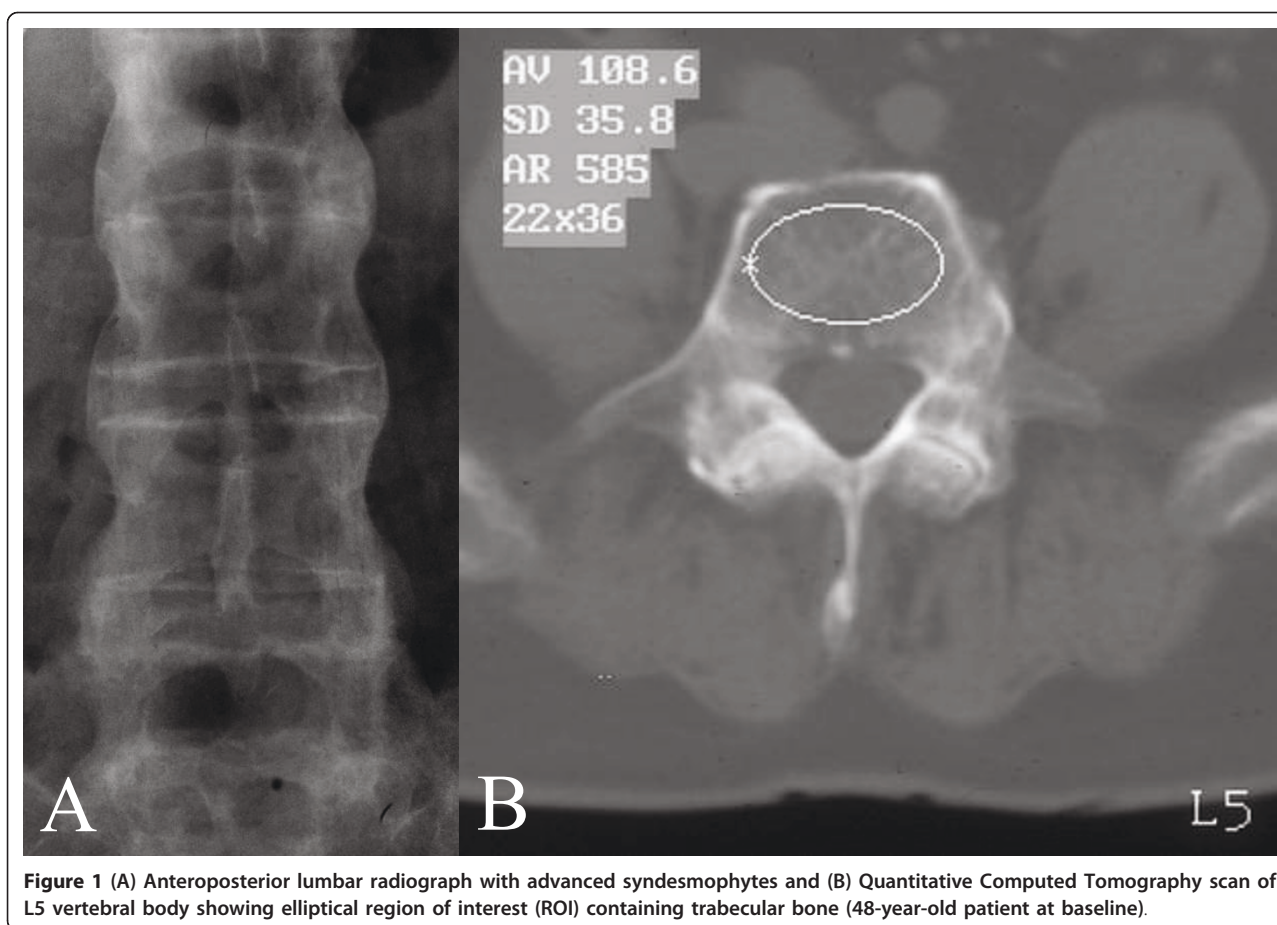 AV 108.6
SD 35.8
AR 585
22x36
A
B
L5
Figure 1 (A) Anteroposterior lumbar radiograph with advanced syndesmophytes and (B) Quantitative Computed Tomography scan of
L5 vertebral body showing elliptical region of interest (ROI) containing trabecular bone (48-year-old patient at baseline).